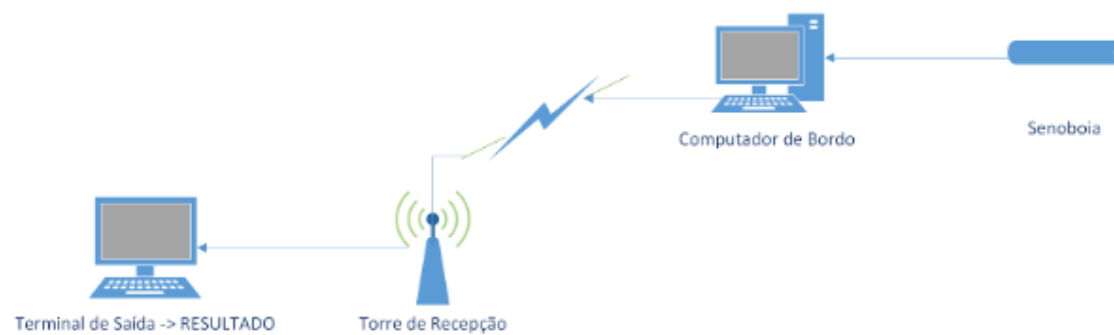 Computador de Bordo
Senoboia
Terminal de Saída -> RESULTADO
Torre de Recepção